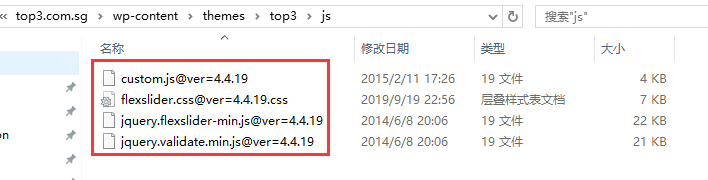 « top3.com.sg › wp-content › themes › top3 › js
搜索"js"
名称 修改日期 类型 大小
custom.js@ver=4.4.19 2015/2/11 17:26 19 文件 4 KB
flexslider.css@ver=4.4.19.css 2019/9/19 22:56 层叠样式表文档 7 KB
jquery.flexslider-min.js@ver=4.4.19 2014/6/8 20:06 19 文件 22 KB
jquery.validate.min.js@ver=4.4.19 2014/6/8 20:06 19 文件 21 KB
on